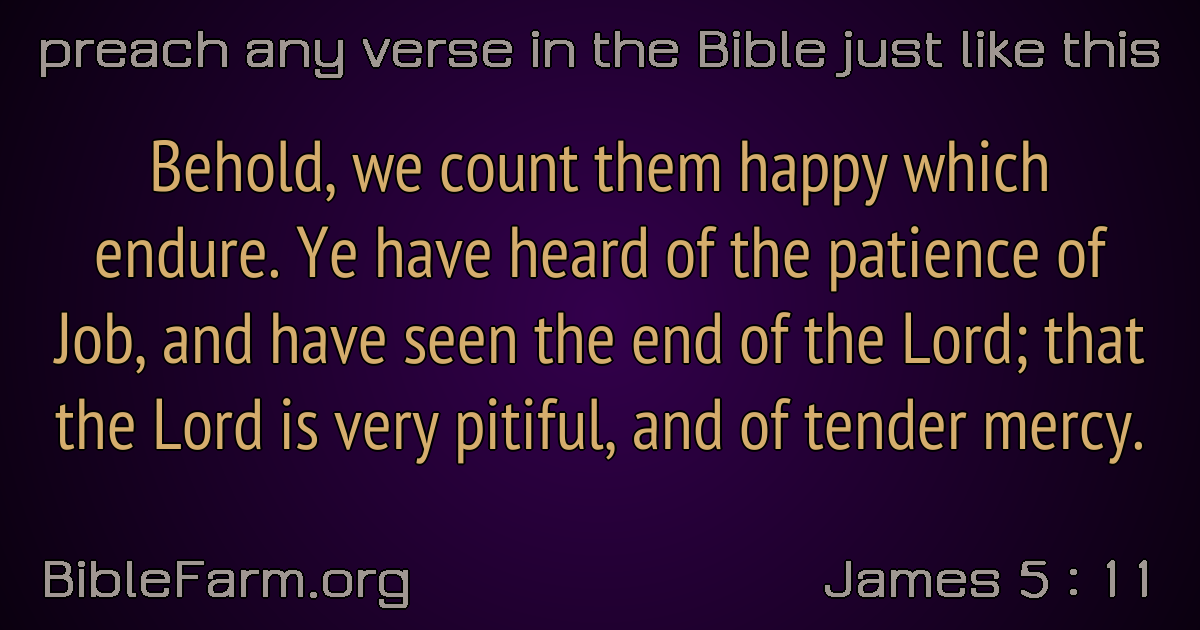 preach any verse in the Bible just like this
Behold, we count them happy which
endure. Ye have heard of the patience of
Job, and have seen the end of the Lord; that
the Lord is very pitiful, and of tender mercy.
BibleFarm.org
James 5 : 11